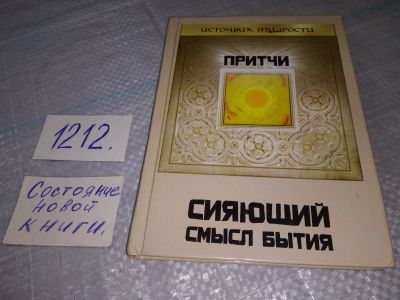 ИСТОЧНИК МУДРОСТИ
ПРИТЧИ
СИЯЮЩИЙ
СМЫСЛ БЫТИЯ
1212.
Состояние
новой
книги.